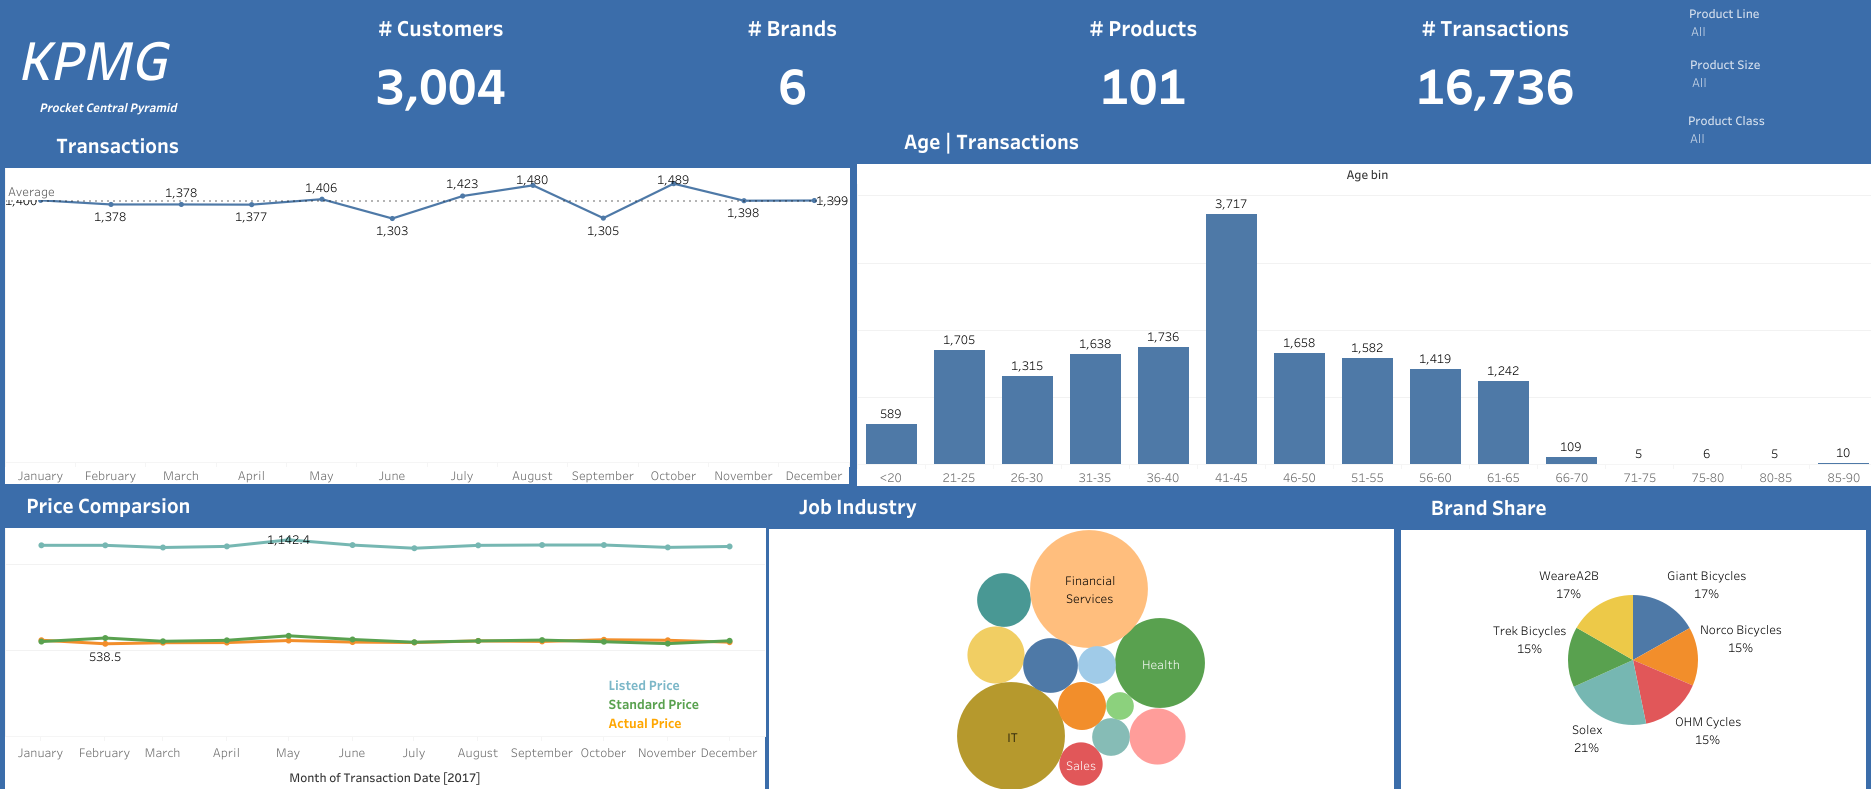 KPMG
Procket Central Pyramid
# Customers
3,004
# Brands
6
# Products
101
# Transactions
16,736
Product Line
All
Product Size
All
Product Class
All
Transactions
Average
1,400
1,378
1,378
1,377
1,406
1,303
1,423
1,480
1,305
1,489
1,398
1,399
January February March April May June July August September October November December
Age | Transactions
Age bin
589
1,705
1,315
1,638
1,736
3,717
1,658
1,582
1,419
1,242
109
5
6
5
10
<20 21-25 26-30 31-35 36-40 41-45 46-50 51-55 56-60 61-65 66-70 71-75 75-80 80-85 85-90
Price Comparsion
1,142.4
538.5
Listed Price
Standard Price
Actual Price
January February March April May June July August September October November December
Month of Transaction Date [2017]
Job Industry
Financial
Services
Health
IT
Sales
Brand Share
WeareA2B
17%
Giant Bicycles
17%
Trek Bicycles
15%
Norco Bicycles
15%
Solex
21%
OHM Cycles
15%